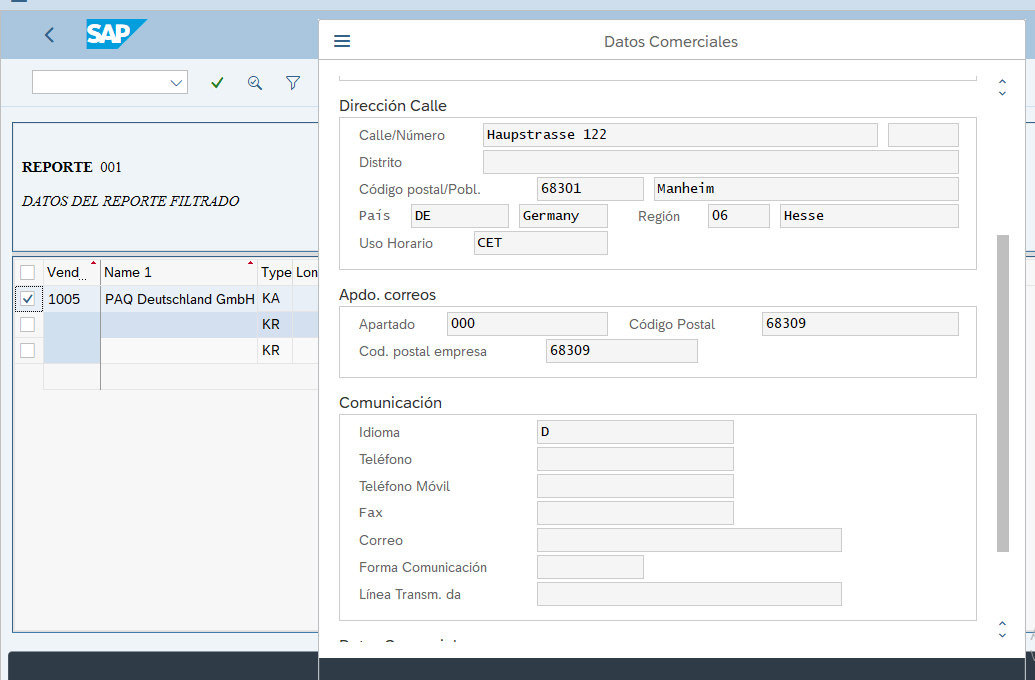 SAP
Datos Comerciales
REPORTE 001
DATOS DEL REPORTE FILTRADO
Vend.. Name 1 Type Lon
1005 PAQ Deutschland GmbH KA
KR
KR
Dirección Calle
Calle/Número Haupstrasse 122
Distrito
Código postal/Pobl. 68301 Manheim
País DE Germany Región 06 Hesse
Uso Horario CET
Apdo. correos
Apartado 000 Código Postal 68309
Cod. postal empresa 68309
Comunicación
Idioma D
Teléfono
Teléfono Móvil
Fax
Correo
Forma Comunicación
Línea Transm. da